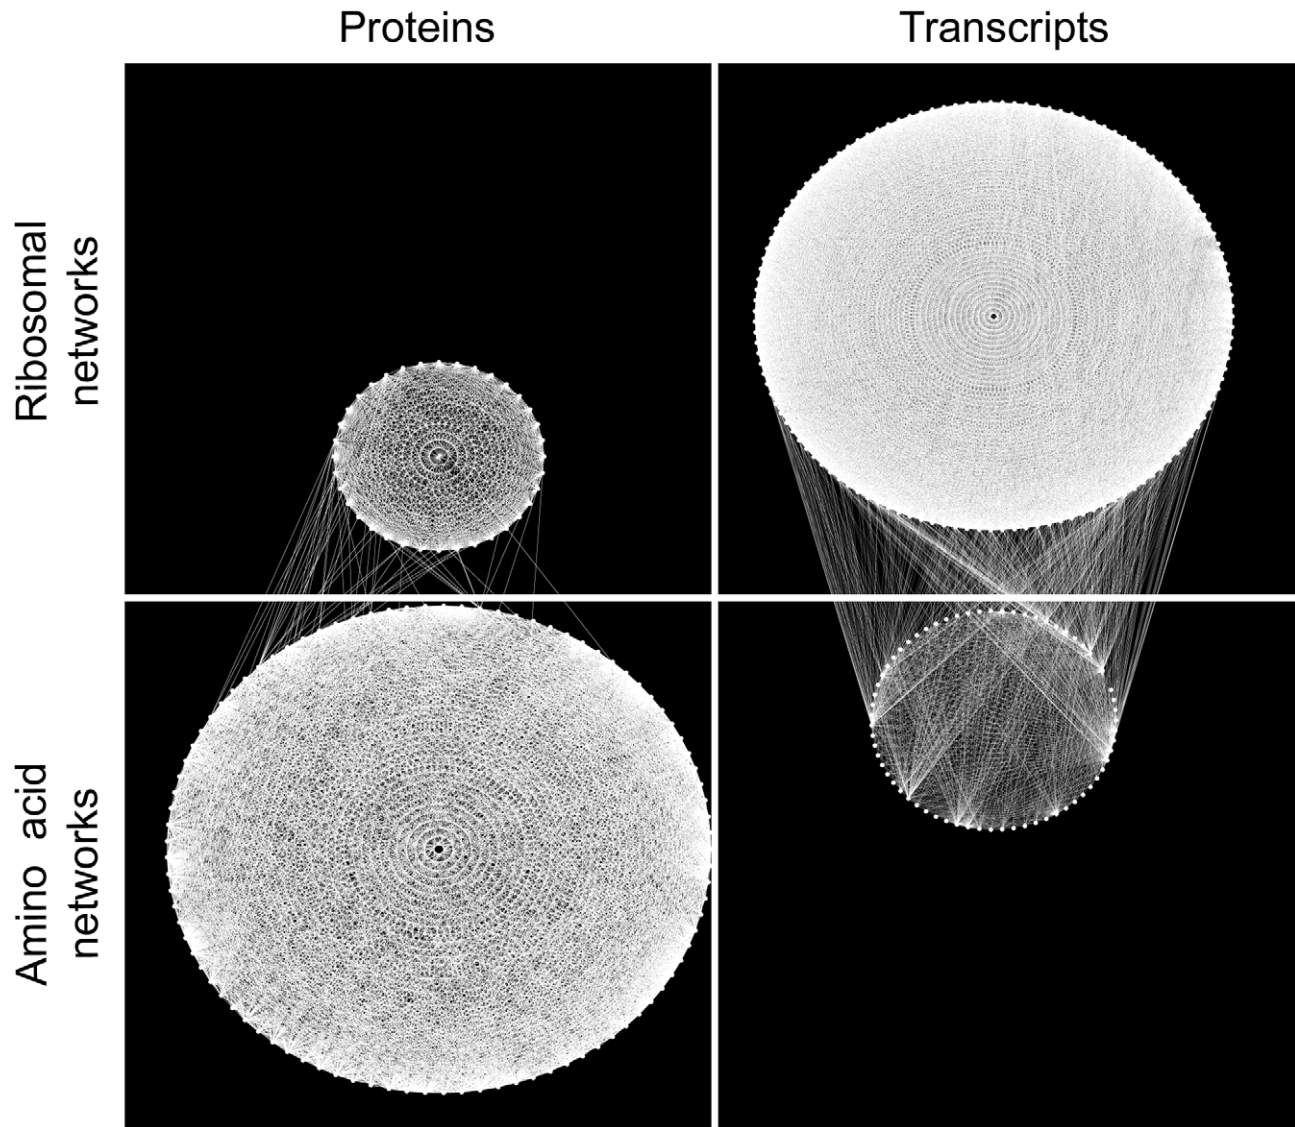 Proteins
Transcripts
Ribosomal
networks
Amino acid
networks